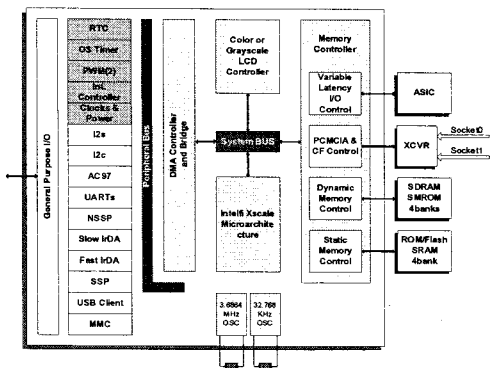 General Purpose I/O
RTC
OS Timer
PWM(2)
Int. Controller
Clocks & Power
I2s
I2c
AC97
UARTs
NSSP
Slow IrDA
Fast IrDA
SSP
USB Client
MMC
Peripheral Bus
DMA Controller and Bridge
Color or
Grayscale
LCD
Controller
System BUS
Intelfi Xscale
Microarchite
cture
3.6864
MHz
OSC
32.768
KHz
OSC
Memory
Controller
Variable
Latency
I/O
Control
PCMCIA &
CF Control
Dynamic
Memory
Control
Static
Memory
Control
ASIC
XCVR
Socket0
Socket1
SDRAM
SMROM
4banks
ROM/Flash
SRAM
4bank